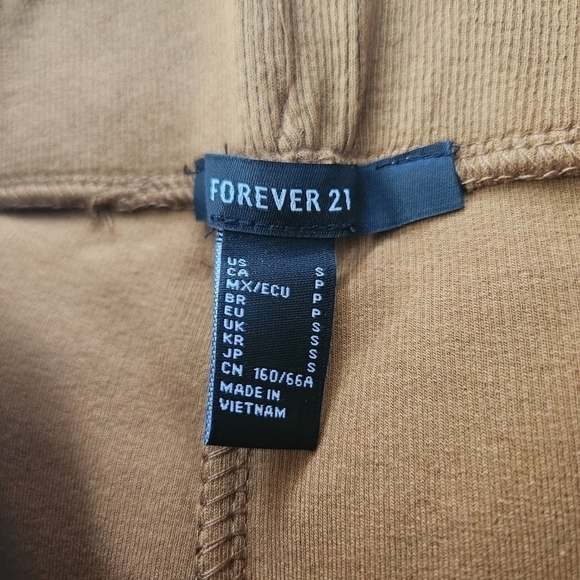 FOREVER 21
US S
CA P
MX/ECU P
BR P
EU S
UK S
KR S
JP S
CN 160/66A
MADE IN
VIETNAM